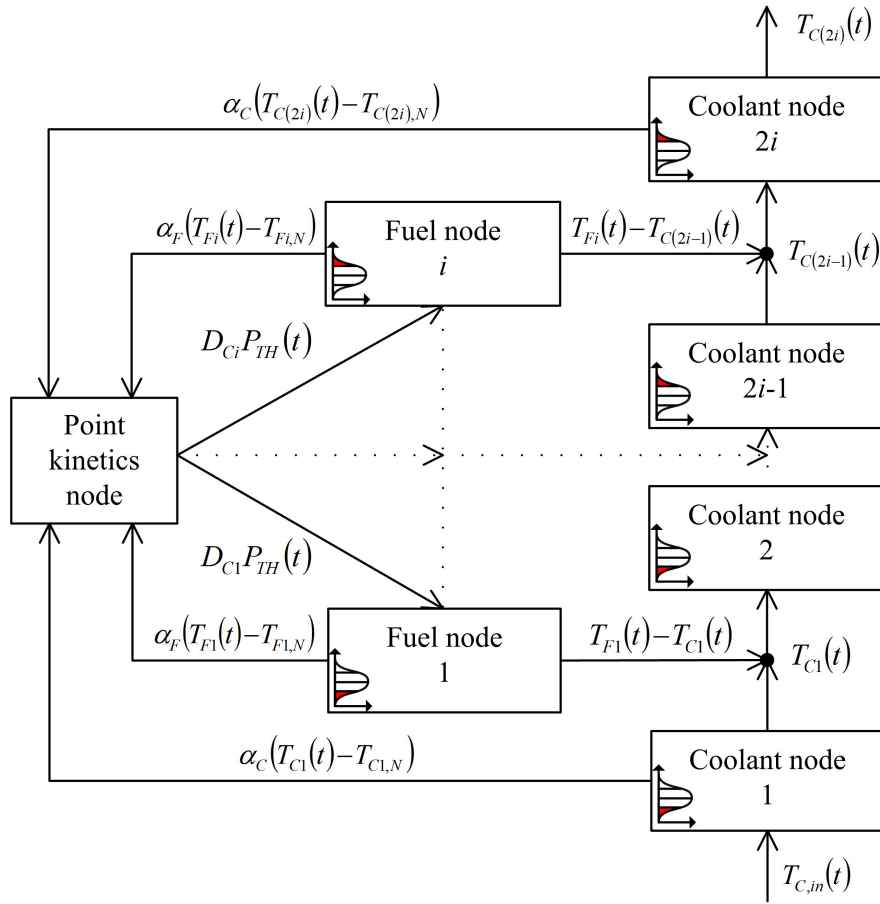 T_{C(2i)}(t)
α_C(T_{C(2i)}(t)−T_{C(2i),N})
Coolant node
2i
α_F(T_{Fi}(t)−T_{Fi,N})
Fuel node
i
T_{Fi}(t)−T_{C(2i−1)}(t)
T_{C(2i−1)}(t)
D_{Ci}P_{TH}(t)
Coolant node
2i-1
Point
kinetics
node
Coolant node
2
D_{C1}P_{TH}(t)
α_F(T_{F1}(t)−T_{F1,N})
Fuel node
1
T_{F1}(t)−T_{C1}(t)
T_{C1}(t)
α_C(T_{C1}(t)−T_{C1,N})
Coolant node
1
T_{C,in}(t)